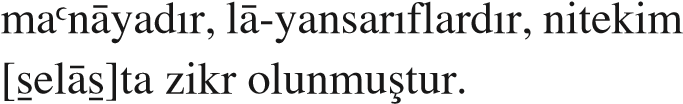 maʿnāyadır, lā-yansarıflardır, nitekim
[s̱elās̱]ta zikr olunmuştur.